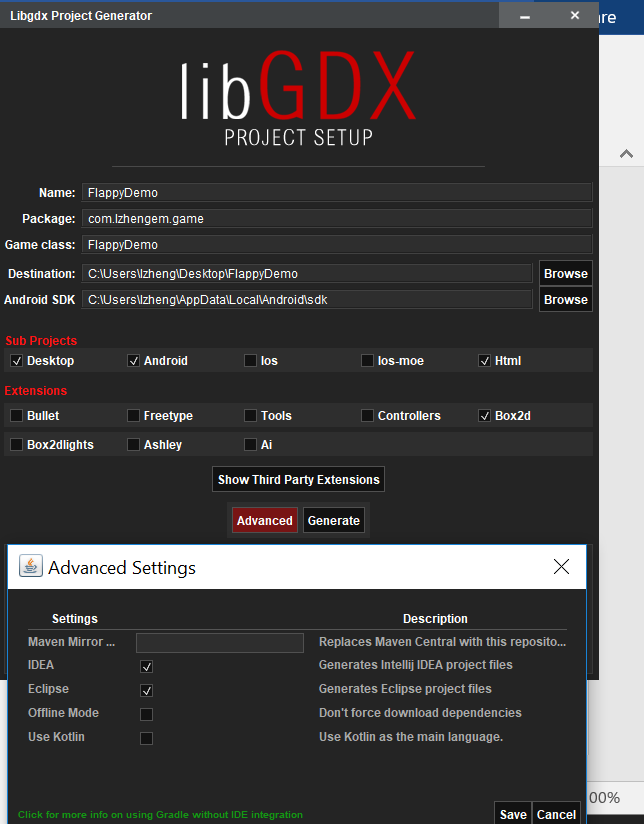 Libgdx Project Generator
re
libGDX
PROJECT SETUP
Name: FlappyDemo
Package: com.lzhengem.game
Game class: FlappyDemo
Destination: C:\Users\lzheng\Desktop\FlappyDemo Browse
Android SDK C:\Users\lzheng\AppData\Local\Android\sdk Browse
Sub Projects
Desktop Android Ios Ios-moe Html
Extensions
Bullet Freetype Tools Controllers Box2d
Box2dlights Ashley Ai
Show Third Party Extensions
Advanced Generate
Advanced Settings
Settings Description
Maven Mirror ... Replaces Maven Central with this reposito...
IDEA Generates Intellij IDEA project files
Eclipse Generates Eclipse project files
Offline Mode Don't force download dependencies
Use Kotlin Use Kotlin as the main language.
00%
Click for more info on using Gradle without IDE integration
Save Cancel